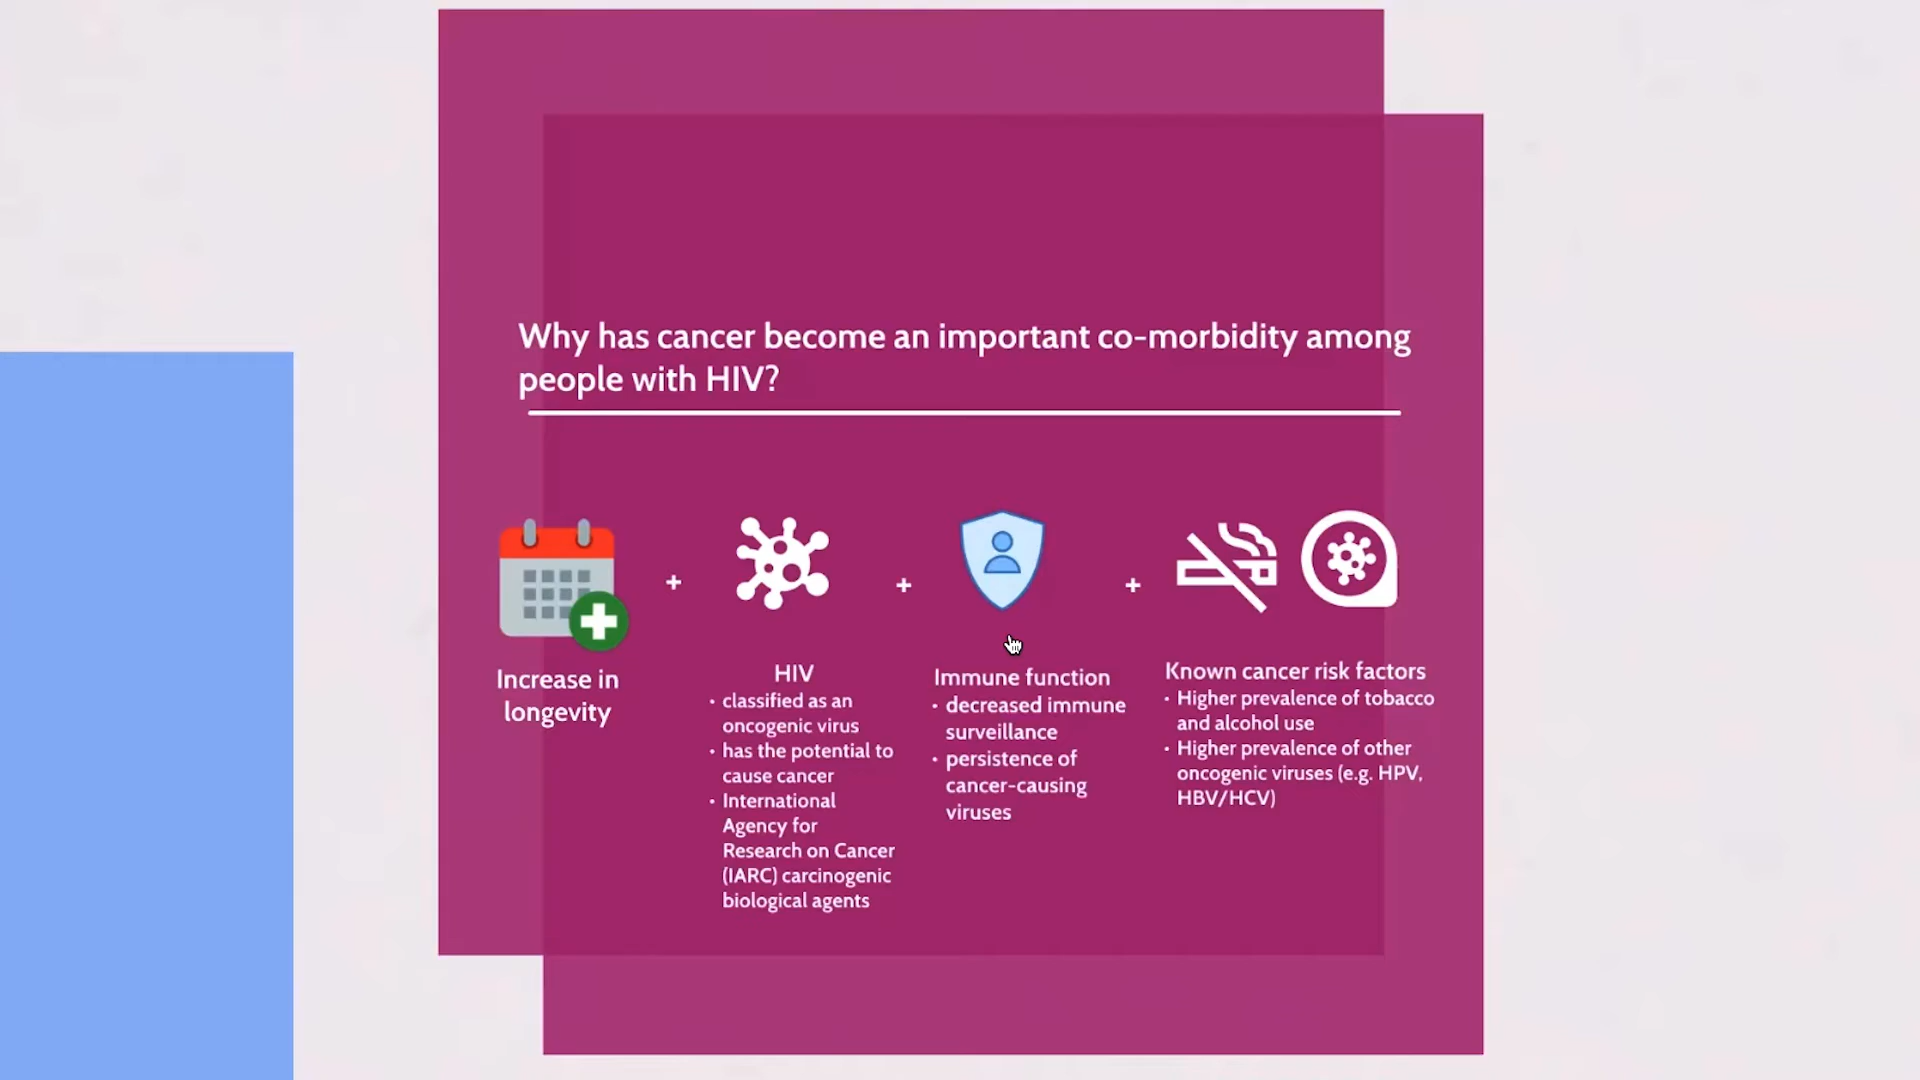 Why has cancer become an important co-morbidity among
people with HIV?
+
+
+
Increase in
longevity
HIV
• classified as an
oncogenic virus
• has the potential to
cause cancer
• International
Agency for
Research on Cancer
(IARC) carcinogenic
biological agents
Immune function
• decreased immune
surveillance
• persistence of
cancer-causing
viruses
Known cancer risk factors
• Higher prevalence of tobacco
and alcohol use
• Higher prevalence of other
oncogenic viruses (e.g. HPV,
HBV/HCV)